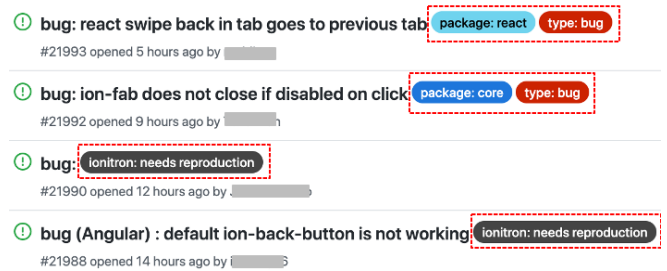 bug: react swipe back in tab goes to previous tab package: react type: bug
#21993 opened 5 hours ago by
bug: ion-fab does not close if disabled on click package: core type: bug
#21992 opened 9 hours ago by
bug: ionitron: needs reproduction
#21990 opened 12 hours ago by
bug (Angular) : default ion-back-button is not working ionitron: needs reproduction
#21988 opened 14 hours ago by